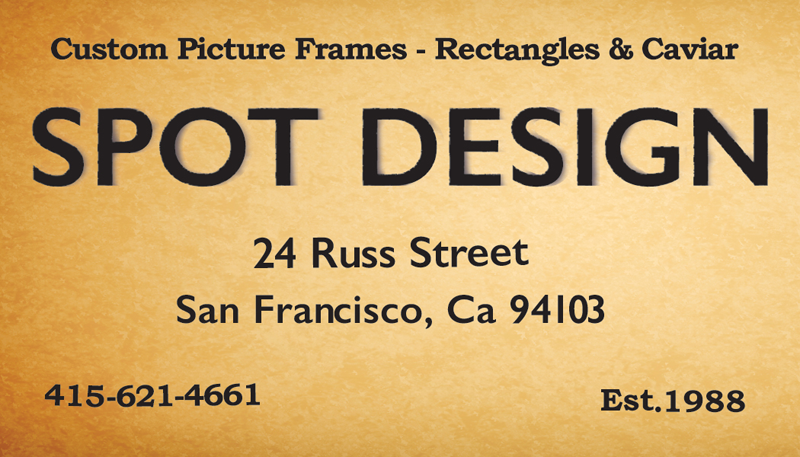 Custom Picture Frames - Rectangles & Caviar
SPOT DESIGN
24 Russ Street
San Francisco, Ca 94103
415-621-4661
Est.1988